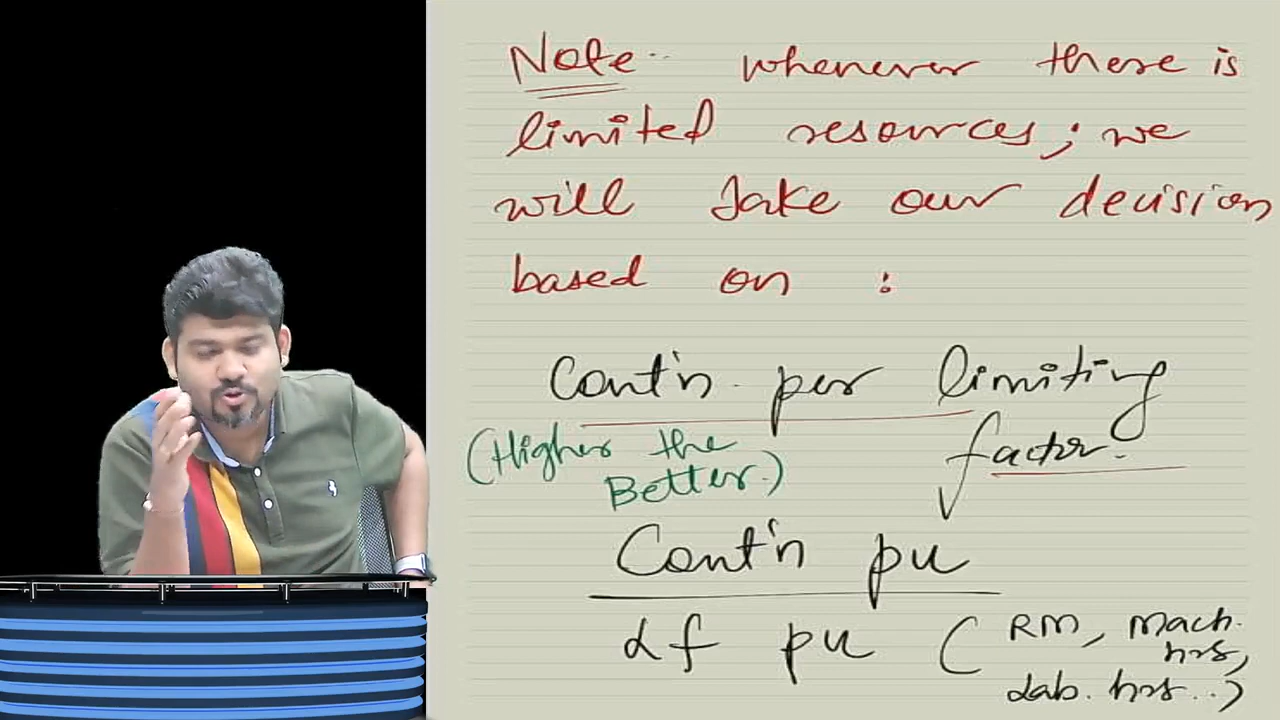 Note:- whenever there is
limited resources; we
will take our decision
based on :
Cont'n. per limiting
factor.
(Higher the
Better.)
Cont'n pu
Lf pu (RM, Mach.
hrs,
Lab. hrs..)